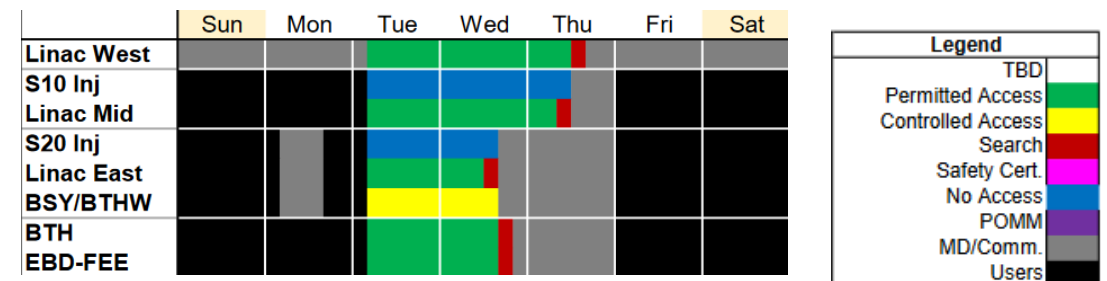 Sun Mon Tue Wed Thu Fri Sat
Linac West
S10 Inj
Linac Mid
S20 Inj
Linac East
BSY/BTHW
BTH
EBD-FEE
Legend
TBD
Permitted Access
Controlled Access
Search
Safety Cert.
No Access
POMM
MD/Comm.
Users